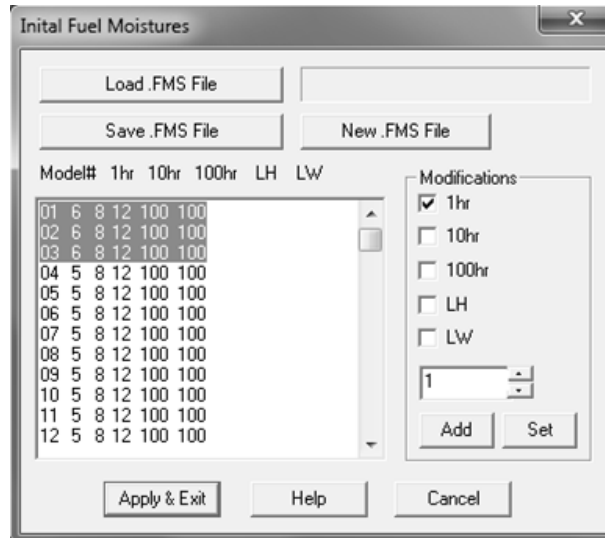 Inital Fuel Moistures
Load .FMS File
Save .FMS File
New .FMS File
Model# 1hr 10hr 100hr LH LW
01 6 8 12 100 100
02 6 8 12 100 100
03 6 8 12 100 100
04 5 8 12 100 100
05 5 8 12 100 100
06 5 8 12 100 100
07 5 8 12 100 100
08 5 8 12 100 100
09 5 8 12 100 100
10 5 8 12 100 100
11 5 8 12 100 100
12 5 8 12 100 100
Modifications
1hr
10hr
100hr
LH
LW
1
Add
Set
Apply & Exit
Help
Cancel